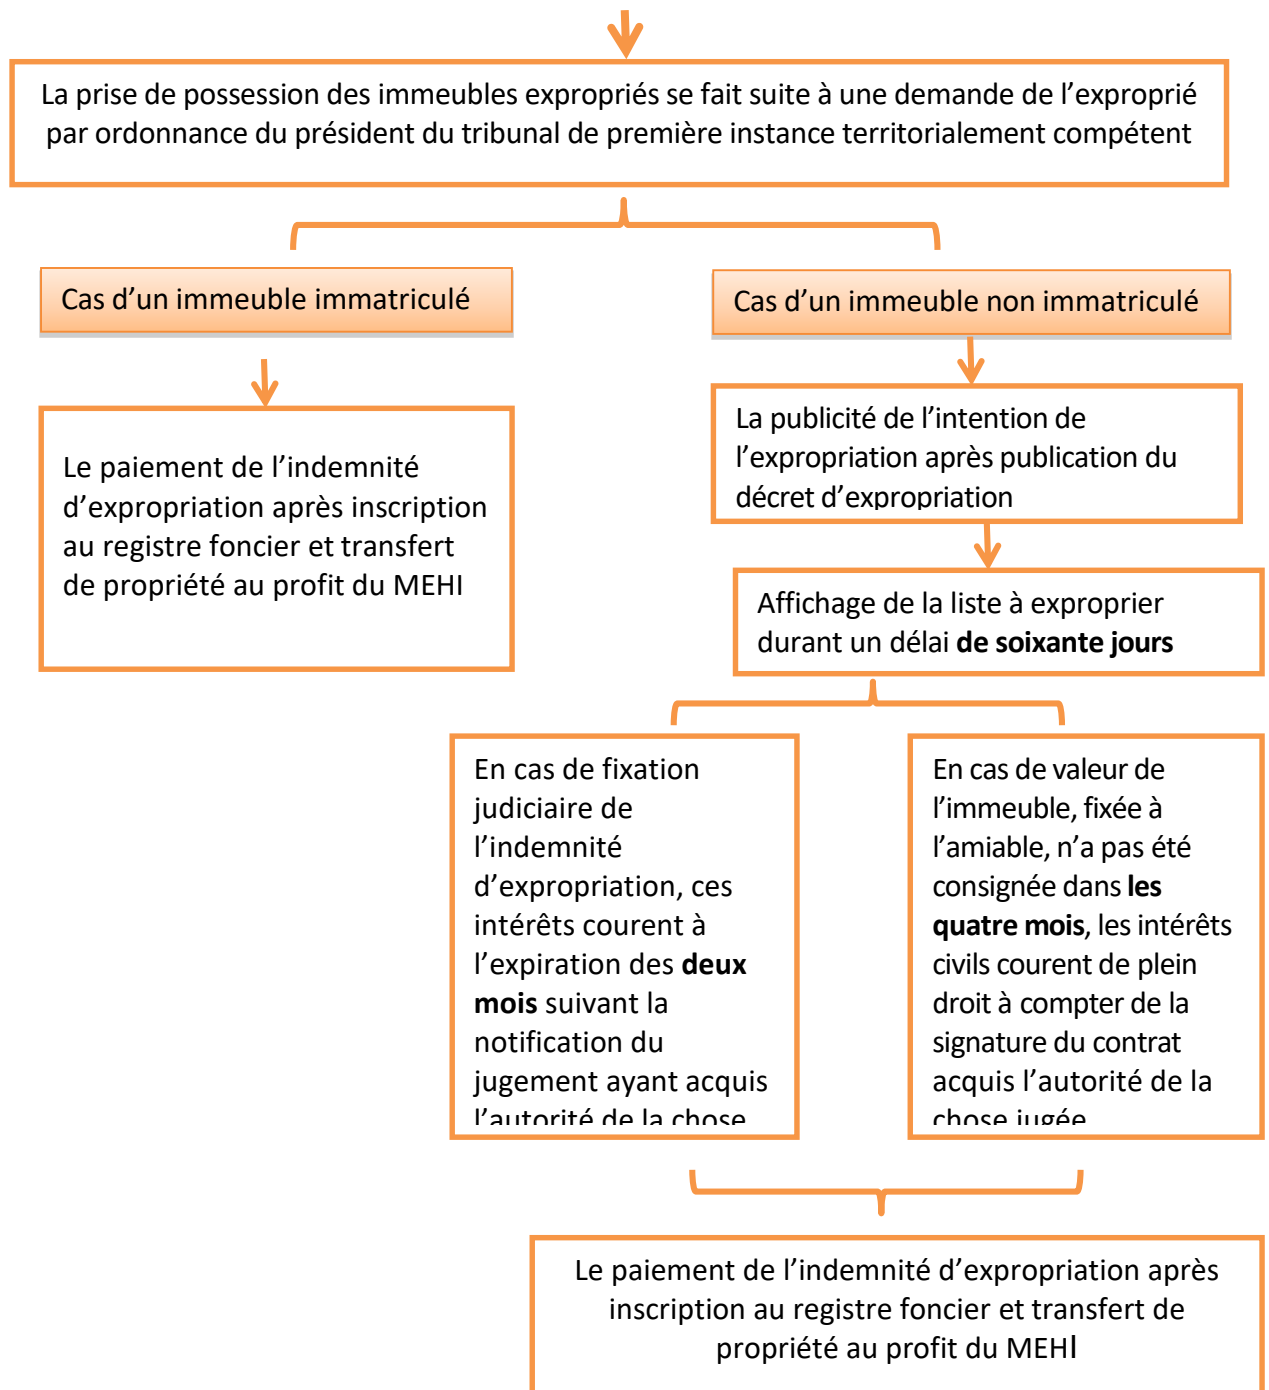 La prise de possession des immeubles expropriés se fait suite à une demande de l’exproprié
par ordonnance du président du tribunal de première instance territorialement compétent
Cas d’un immeuble immatriculé
Le paiement de l’indemnité
d’expropriation après inscription
au registre foncier et transfert
de propriété au profit du MEHI
Cas d’un immeuble non immatriculé
La publicité de l’intention de
l’expropriation après publication du
décret d’expropriation
Affichage de la liste à exproprier
durant un délai de soixante jours
En cas de fixation
judiciaire de
l’indemnité
d’expropriation, ces
intérêts courent à
l’expiration des deux
mois suivant la
notification du
jugement ayant acquis
l’autorité de la chose
En cas de valeur de
l’immeuble, fixée à
l’amiable, n’a pas été
consignée dans les
quatre mois, les intérêts
civils courent de plein
droit à compter de la
signature du contrat
acquis l’autorité de la
chose jugée
Le paiement de l’indemnité d’expropriation après
inscription au registre foncier et transfert de
propriété au profit du MEHI